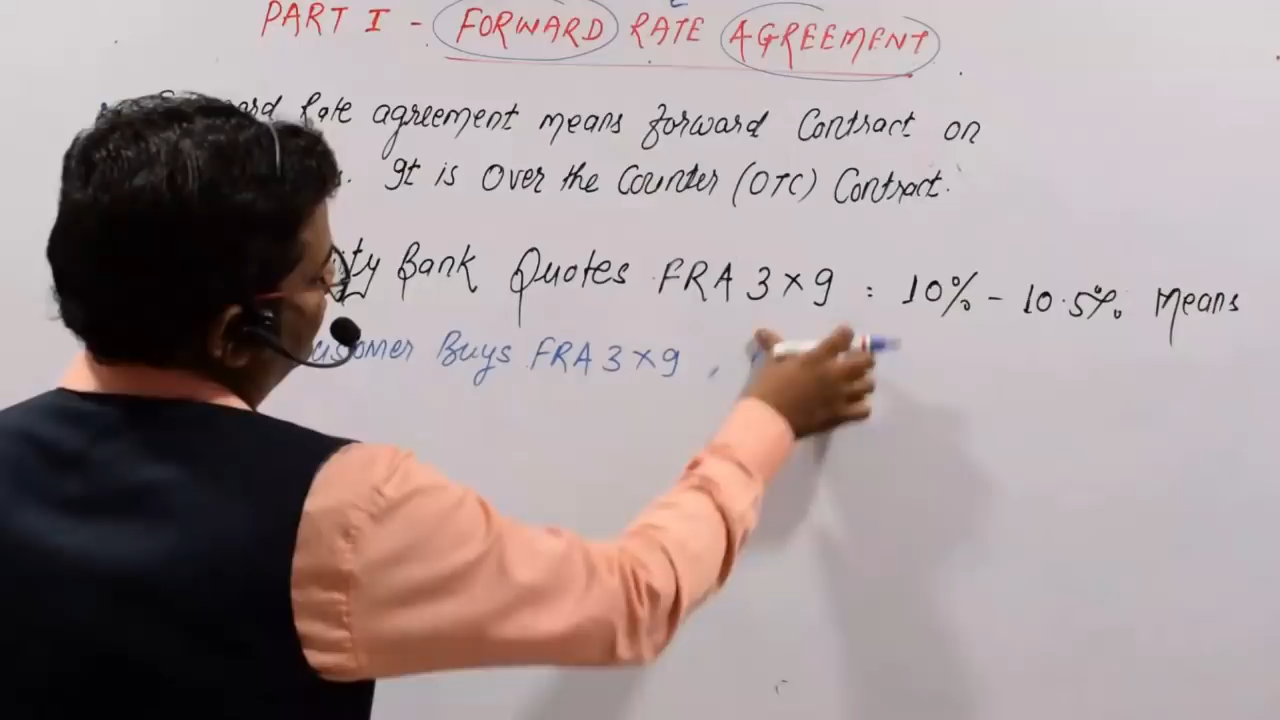 PART I - FORWARD RATE AGREEMENT
Rate agreement means forward Contract on
It is Over the Counter (OTC) Contract.
Bank Quotes FRA 3×9 : 10% - 10.5% Means
Buys FRA 3×9 ,